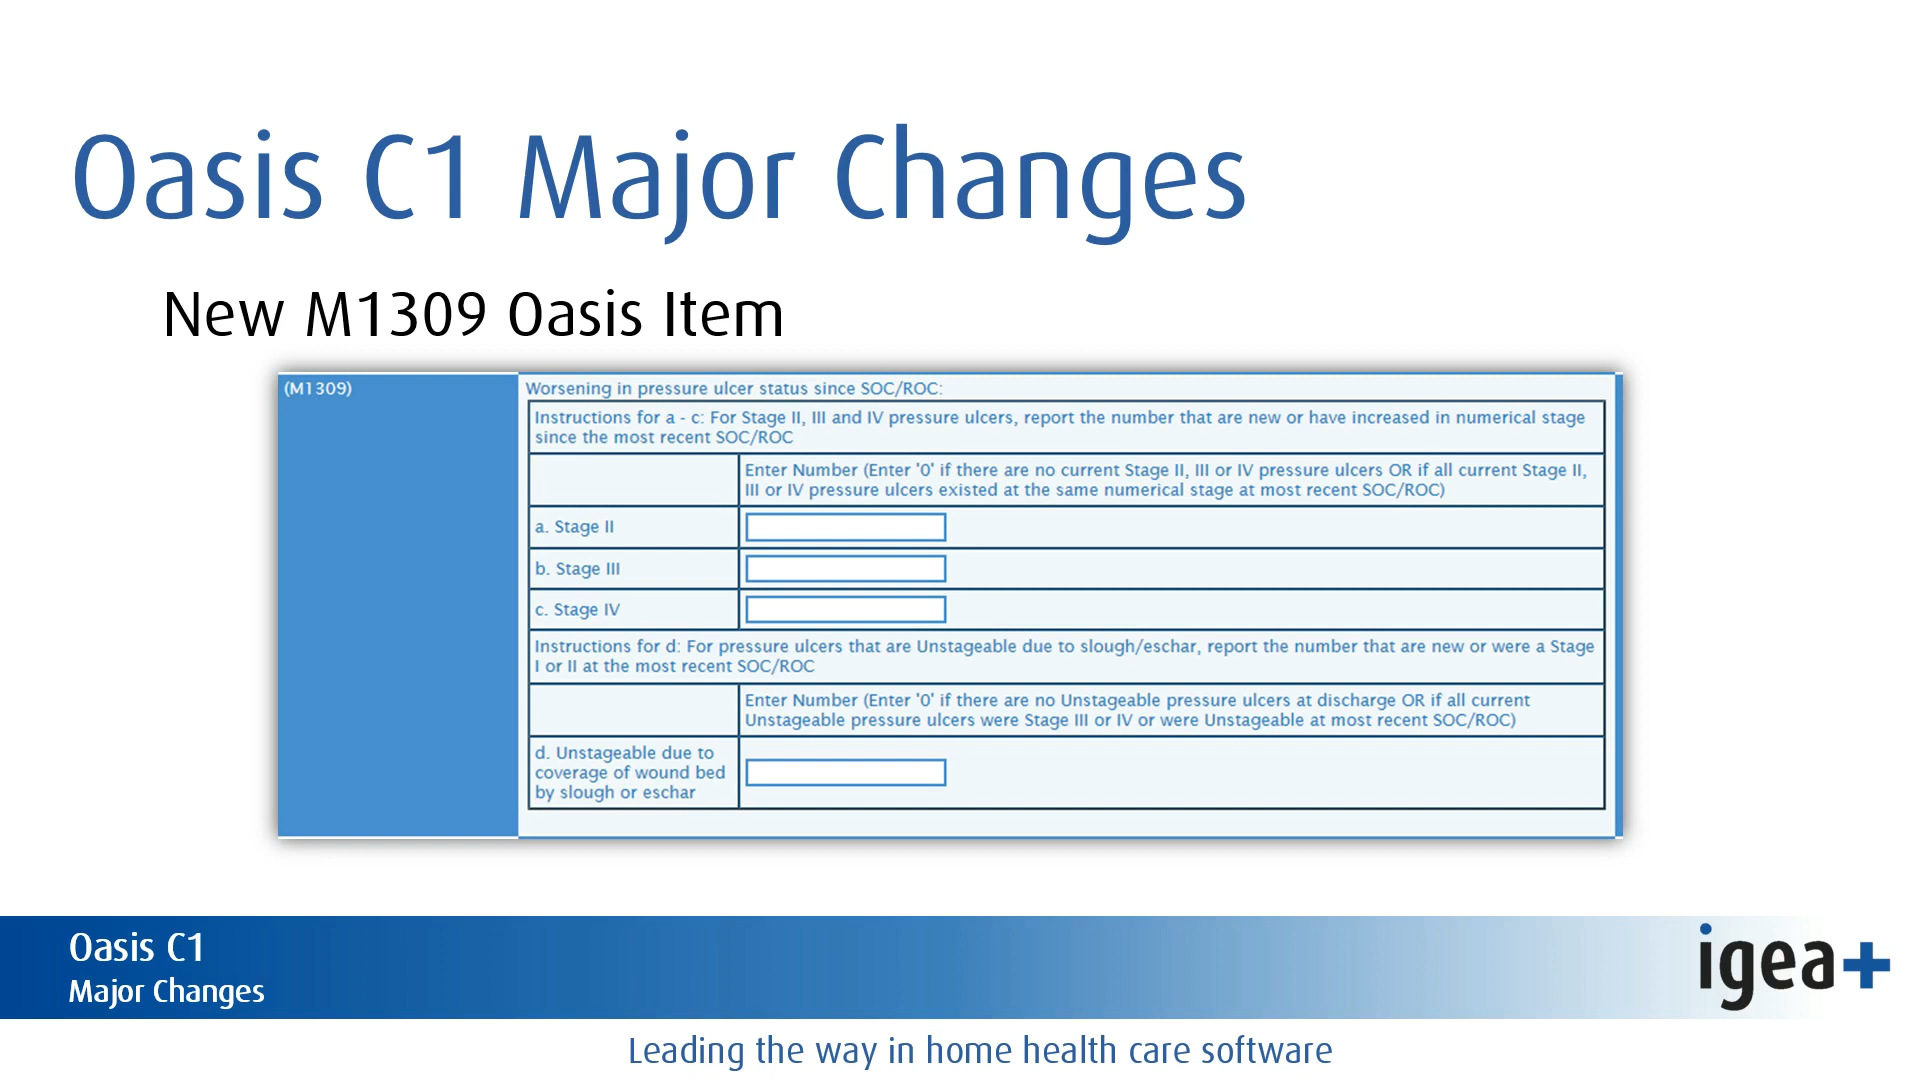 Oasis C1 Major Changes
New M1309 Oasis Item
(M1309)
Worsening in pressure ulcer status since SOC/ROC:
Instructions for a - c: For Stage II, III and IV pressure ulcers, report the number that are new or have increased in numerical stage
since the most recent SOC/ROC
Enter Number (Enter '0' if there are no current Stage II, III or IV pressure ulcers OR if all current Stage II,
III or IV pressure ulcers existed at the same numerical stage at most recent SOC/ROC)
a. Stage II
b. Stage III
c. Stage IV
Instructions for d: For pressure ulcers that are Unstageable due to slough/eschar, report the number that are new or were a Stage
I or II at the most recent SOC/ROC
Enter Number (Enter '0' if there are no Unstageable pressure ulcers at discharge OR if all current
Unstageable pressure ulcers were Stage III or IV or were Unstageable at most recent SOC/ROC)
d. Unstageable due to
coverage of wound bed
by slough or eschar
Oasis C1
Major Changes
igea+
Leading the way in home health care software